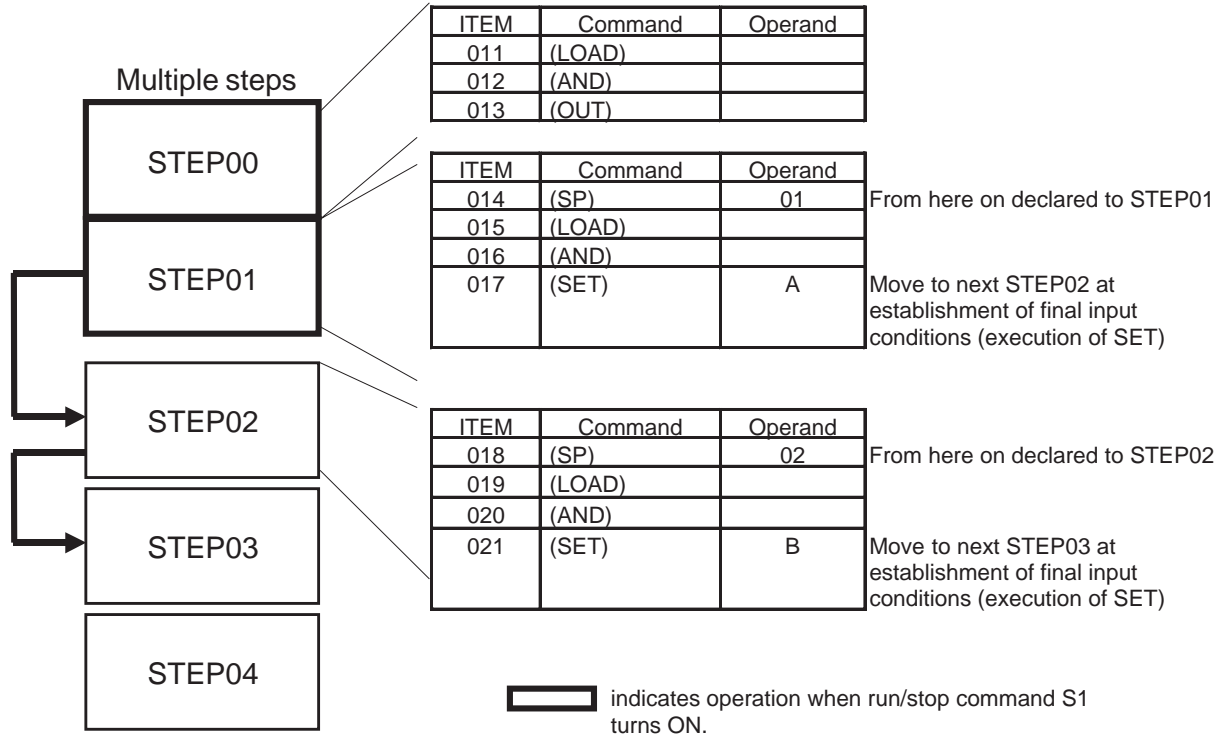 Multiple steps
STEP00
STEP01
STEP02
STEP03
STEP04
ITEM Command Operand
011 (LOAD)
012 (AND)
013 (OUT)
ITEM Command Operand
014 (SP) 01 From here on declared to STEP01
015 (LOAD)
016 (AND)
017 (SET) A Move to next STEP02 at
establishment of final input
conditions (execution of SET)
ITEM Command Operand
018 (SP) 02 From here on declared to STEP02
019 (LOAD)
020 (AND)
021 (SET) B Move to next STEP03 at
establishment of final input
conditions (execution of SET)
indicates operation when run/stop command S1
turns ON.